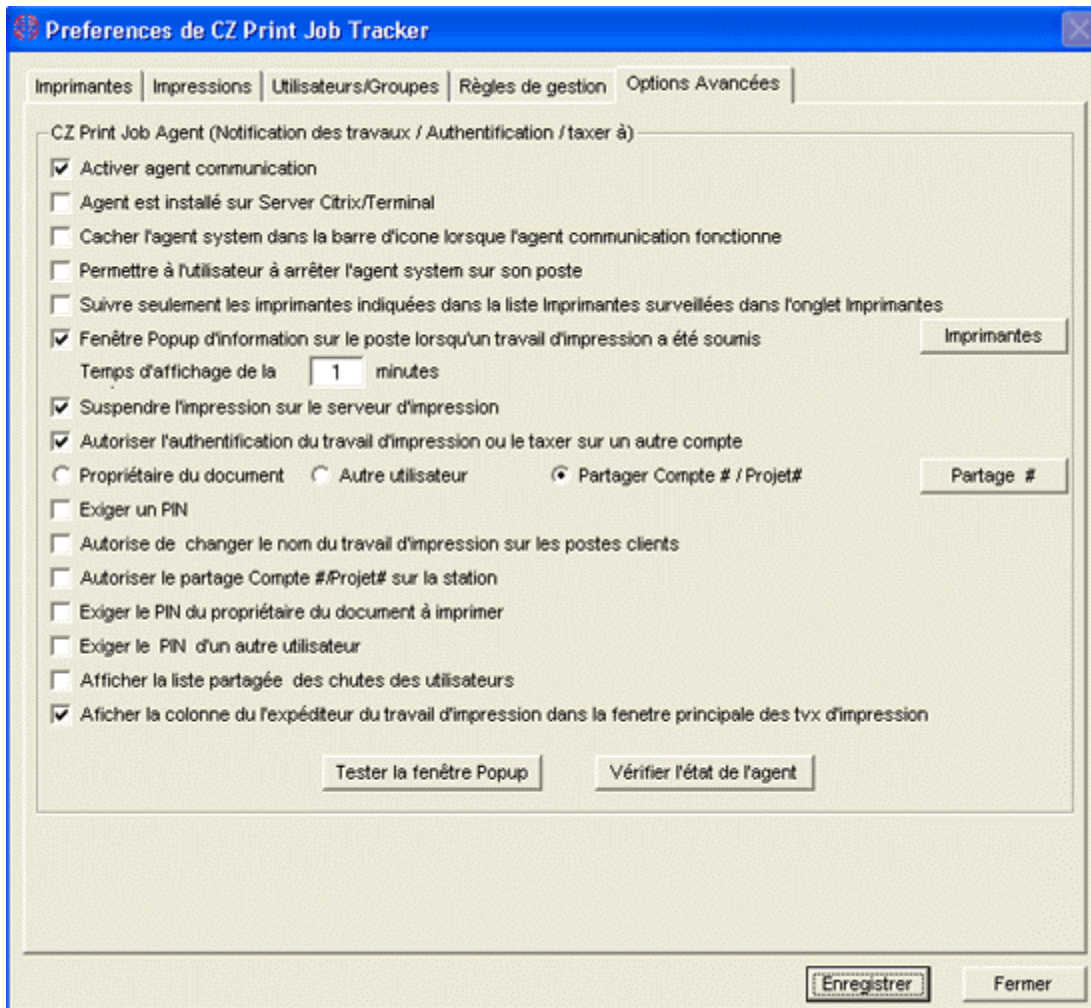 Preferences de CZ Print Job Tracker
Imprimantes Impressions Utilisateurs/Groupes Règles de gestion Options Avancées
CZ Print Job Agent (Notification des travaux / Authentification / taxer à)
Activer agent communication
Agent est installé sur Server Citrix/Terminal
Cacher l'agent system dans la barre d'icone lorsque l'agent communication fonctionne
Permettre à l'utilisateur à arrêter l'agent system sur son poste
Suivre seulement les imprimantes indiquées dans la liste Imprimantes surveillées dans l'onglet Imprimantes
Fenêtre Popup d'information sur le poste lorsqu'un travail d'impression a été soumis Imprimantes
Temps d'affichage de la 1 minutes
Suspendre l'impression sur le serveur d'impression
Autoriser l'authentification du travail d'impression ou le taxer sur un autre compte
Propriétaire du document Autre utilisateur Partager Compte # / Projet# Partage #
Exiger un PIN
Autorise de changer le nom du travail d'impression sur les postes clients
Autoriser le partage Compte #/Projet# sur la station
Exiger le PIN du propriétaire du document à imprimer
Exiger le PIN d'un autre utilisateur
Afficher la liste partagée des chutes des utilisateurs
Aficher la colonne du l'expéditeur du travail d'impression dans la fenetre principale des tvx d'impression
Tester la fenêtre Popup Vérifier l'état de l'agent
Enregistrer Fermer